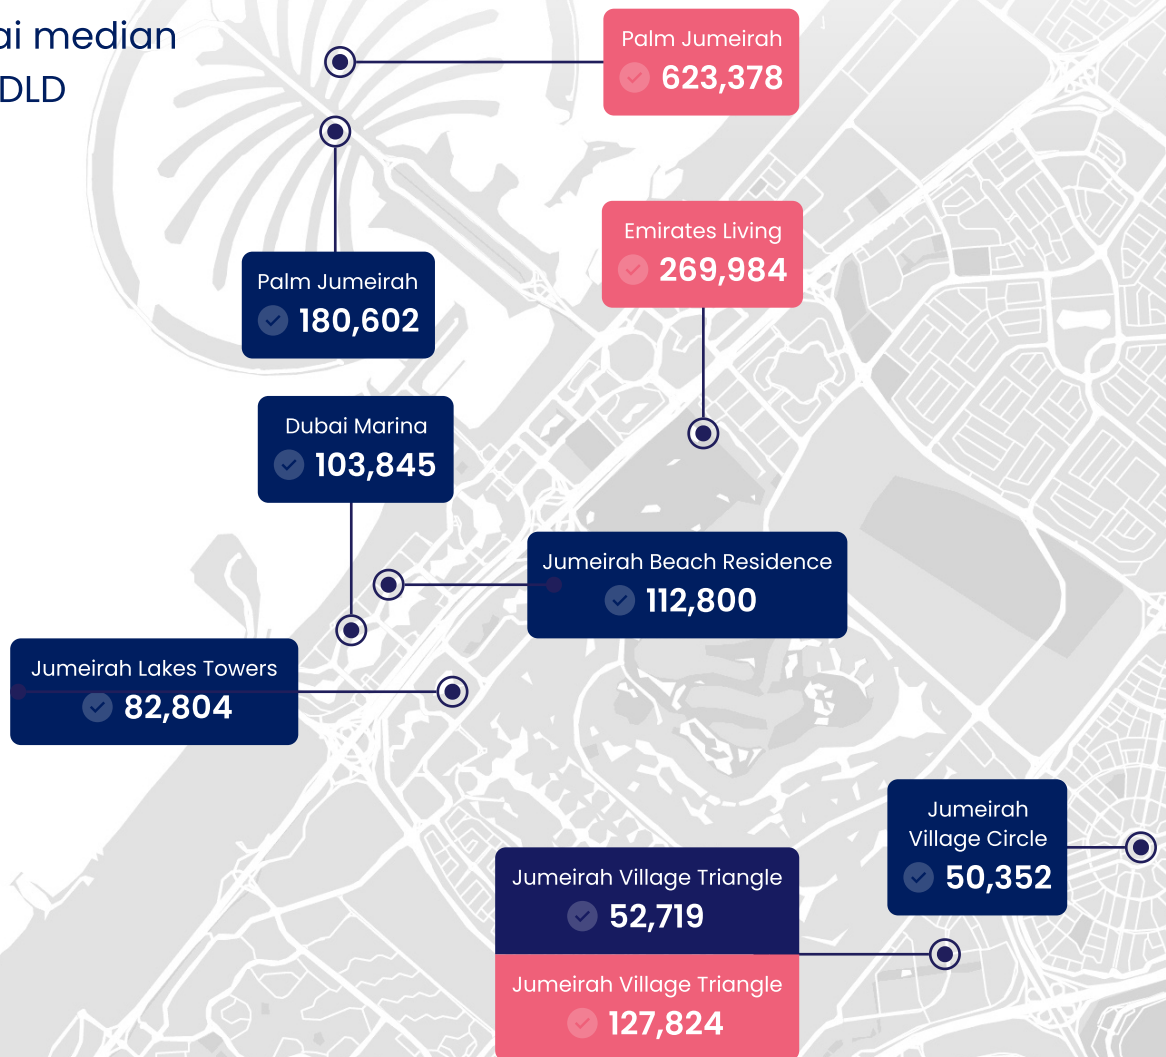 ai median
DLD
Palm Jumeirah
623,378
Emirates Living
269,984
Palm Jumeirah
180,602
Dubai Marina
103,845
Jumeirah Beach Residence
112,800
Jumeirah Lakes Towers
82,804
Jumeirah
Village Circle
50,352
Jumeirah Village Triangle
52,719
Jumeirah Village Triangle
127,824